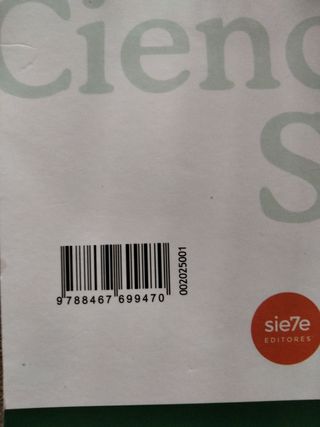 Cienc
S
9 788467 699470
002025001
sie7e
EDITORES